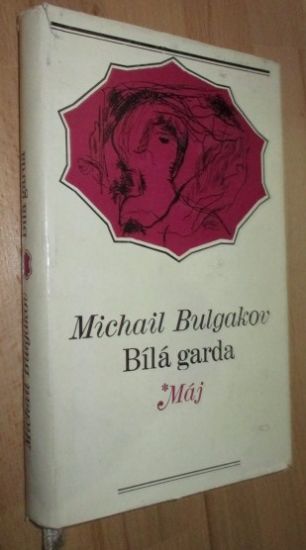 Michail Bulgakov
Bílá garda
*Máj
Michail Bulgakov * Bílá garda